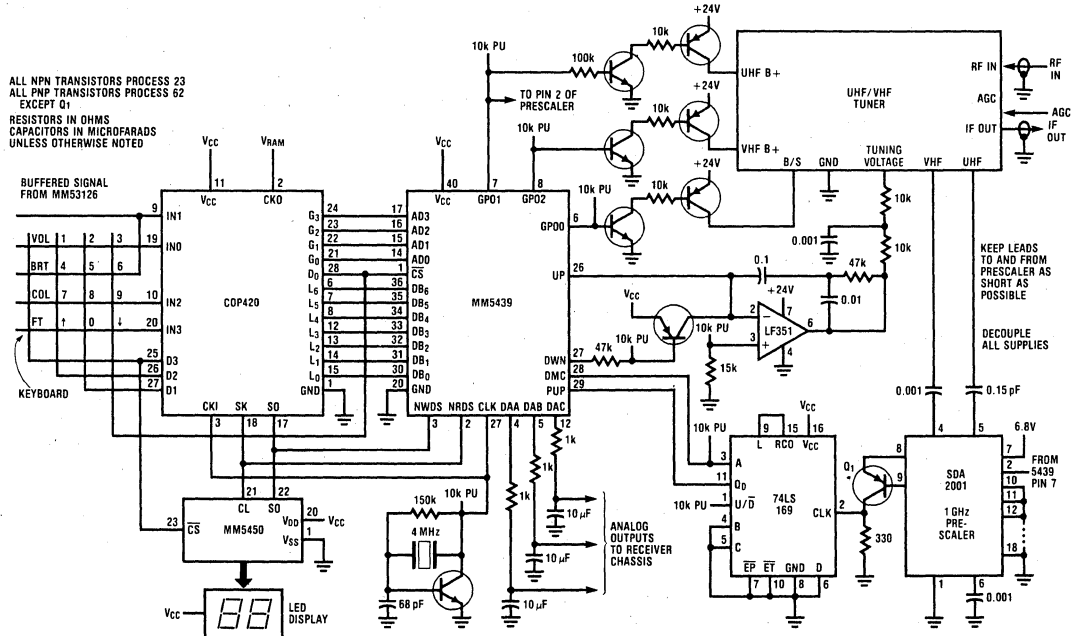 ALL NPN TRANSISTORS PROCESS 23
ALL PNP TRANSISTORS PROCESS 62
EXCEPT Q1
RESISTORS IN OHMS
CAPACITORS IN MICROFARADS
UNLESS OTHERWISE NOTED
BUFFERED SIGNAL
FROM MM53126
VOL 1 2 3
BRT 4 5 6
COL 7 8 9
FT ↑ 0 ↓
KEYBOARD
VCC
VRAM
11
2
VCC
CKO
9 IN1
19 IN0
10 IN2
20 IN3
25 D3
26 D2
27 D1
COP420
G3 24
G2 23
G1 22
G0 21
D0 28
L6 6
L5 7
L4 8
L3 12
L2 13
L1 14
L0 15
GND 1
CKI SK SO
3 18 17
21 22
CL SO
23 CS
MM5450
VDD 20 VCC
VSS 1
VCC
88
LED
DISPLAY
VCC
40
VCC
10k PU
7
GPO1
TO PIN 2 OF
PRESCALER
10k PU
8
GPO2
17 AD3
16 AD2
15 AD1
14 AD0
1 CS
36 DB6
35 DB5
34 DB4
33 DB3
32 DB2
31 DB1
30 DB0
20 GND
MM5439
6 GPO0
10k PU
UP 26
DWN 27
DMC 28
PUP 29
NWDS NRDS CLK DAA DAB DAC
3 2 27 4 5 12
1k
1k
1k
10 µF
10 µF
10 µF
ANALOG
OUTPUTS
TO RECEIVER
CHASSIS
150k
10k PU
4 MHz
68 pF
100k
10k
+24V
10k
+24V
10k
10k
+24V
UHF B+
VHF B+
UHF/VHF
TUNER
RF IN
RF
IN
AGC
AGC
IF OUT
IF
OUT
B/S
GND
TUNING
VOLTAGE
VHF
UHF
10k
0.001
10k
0.1
47k
0.01
VCC
+24V
2
7
LF351
6
3
4
10k PU
15k
47k
10k PU
KEEP LEADS
TO AND FROM
PRESCALER AS
SHORT AS
POSSIBLE
DECOUPLE
ALL SUPPLIES
0.001
0.15 pF
10k PU
9 15 16
L RCO VCC
VCC
3 A
11 QD
10k PU 1 U/D
4 B
5 C
74LS
169
CLK 2
EP ET GND D
7 10 8 6
Q1
330
8
9
4 5
SDA
2001
1 GHz
PRE-
SCALER
7 6.8V
2 FROM
5439
PIN 7
10
11
12
18
1 6
0.001